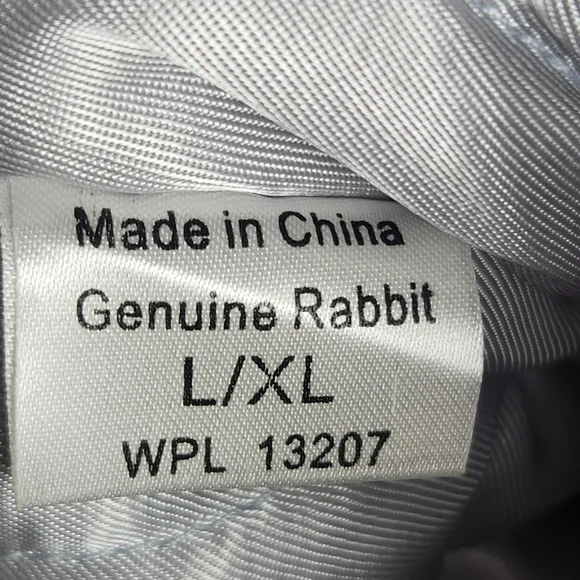 Made in China
Genuine Rabbit
L/XL
WPL 13207